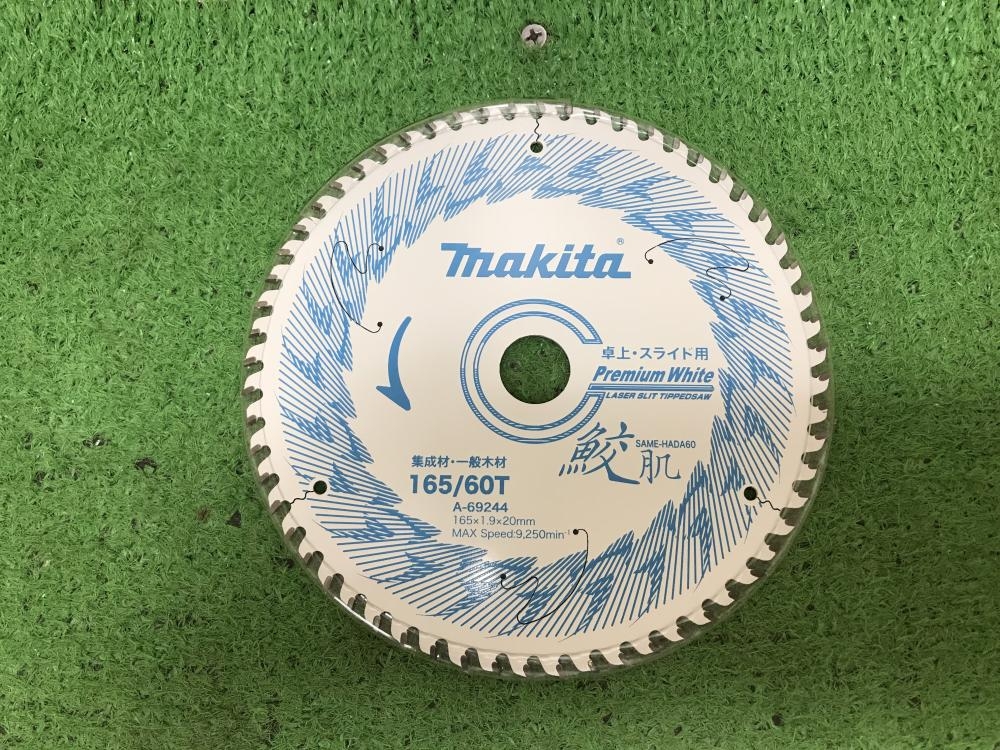 makita®
卓上・スライド用
Premium White
LASER SLIT TIPPEDSAW
SAME-HADA60
鮫肌
集成材・一般木材
165/60T
A-69244
165×1.9×20mm
MAX Speed:9,250min⁻¹